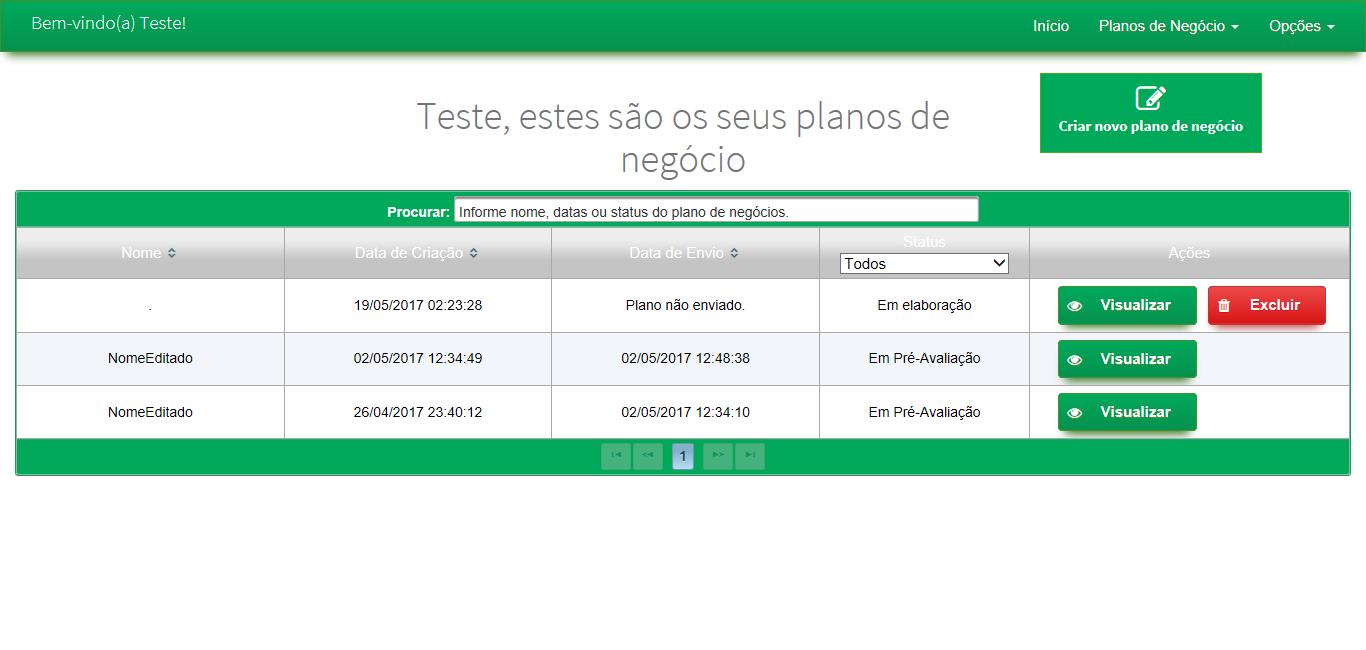 Bem-vindo(a) Teste!
Início Planos de Negócio Opções
Criar novo plano de negócio
Teste, estes são os seus planos de
negócio
Procurar: Informe nome, datas ou status do plano de negócios.
Nome Data de Criação Data de Envio Status Ações
Todos
. 19/05/2017 02:23:28 Plano não enviado. Em elaboração Visualizar Excluir
NomeEditado 02/05/2017 12:34:49 02/05/2017 12:48:38 Em Pré-Avaliação Visualizar
NomeEditado 26/04/2017 23:40:12 02/05/2017 12:34:10 Em Pré-Avaliação Visualizar
1